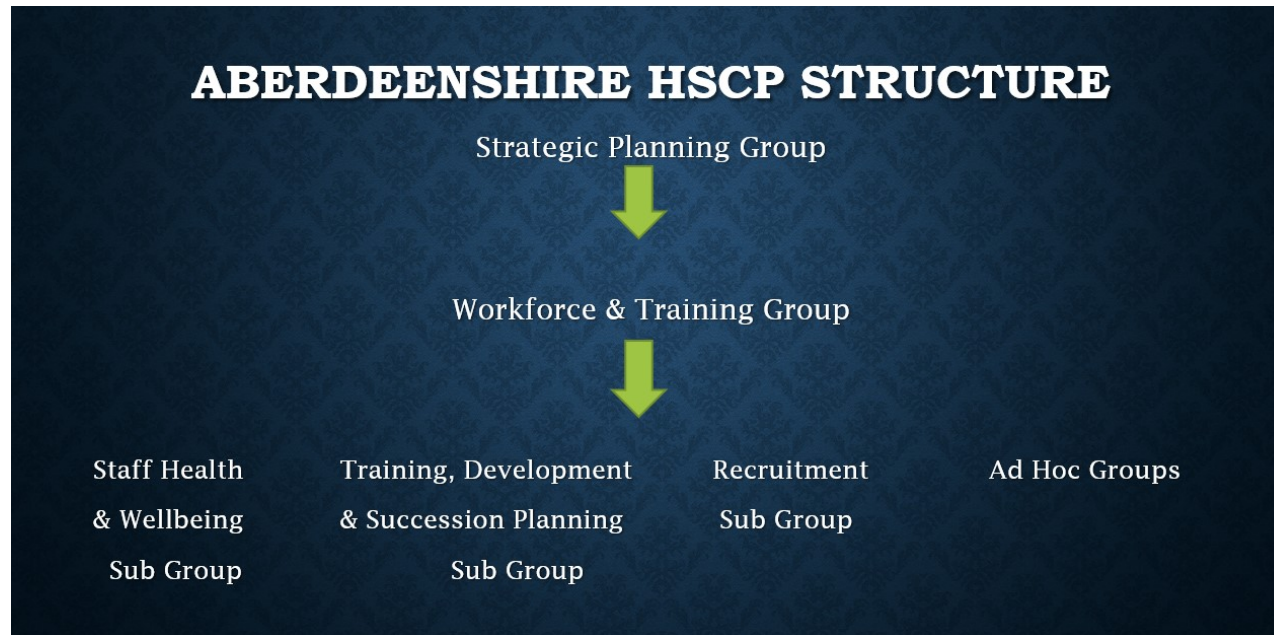 ABERDEENSHIRE HSCP STRUCTURE
Strategic Planning Group
Workforce & Training Group
Staff Health
& Wellbeing
Sub Group
Training, Development
& Succession Planning
Sub Group
Recruitment
Sub Group
Ad Hoc Groups